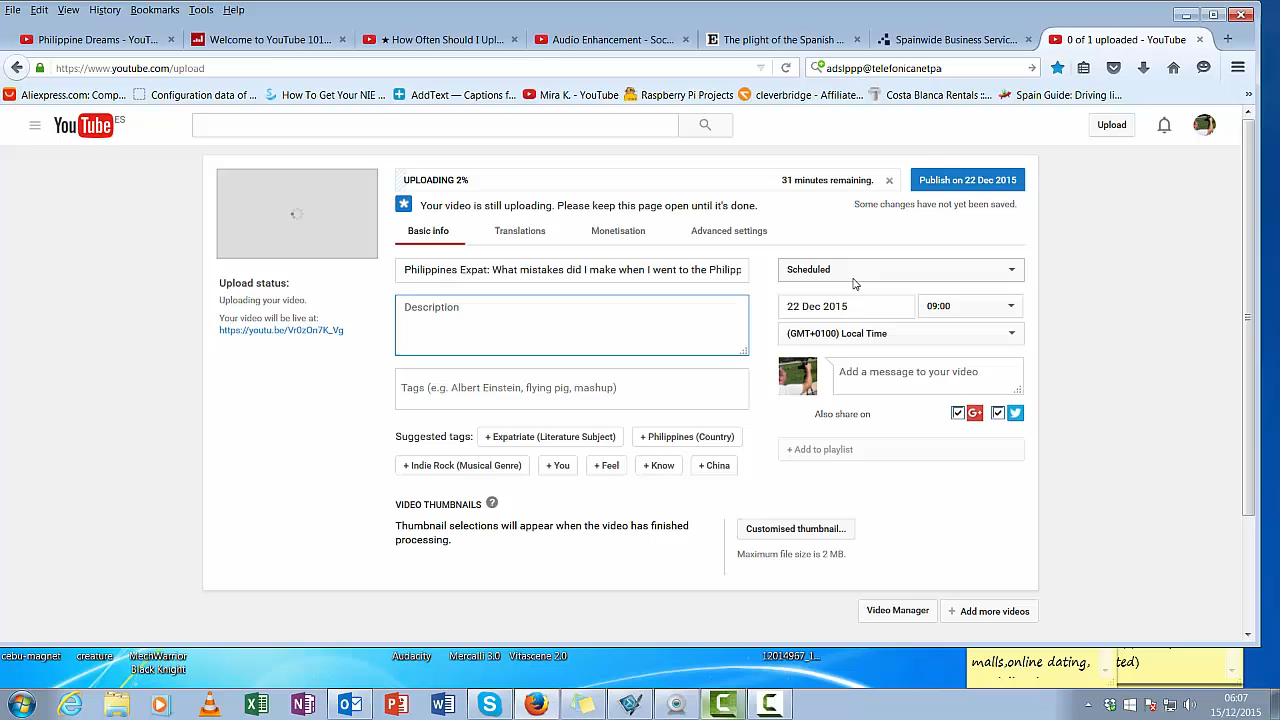 File Edit View History Bookmarks Tools Help
Philippine Dreams - YouT... × Welcome to YouTube 101... × ★ How Often Should I Upl... × Audio Enhancement - Soc... × The plight of the Spanish ... × Spainwide Business Servic... × 0 of 1 uploaded - YouTube ×
https://www.youtube.com/upload adslppp@telefonicanetpa
Aliexpress.com: Comp... Configuration data of ... How To Get Your NIE ... AddText — Captions f... Mira K. - YouTube Raspberry Pi Projects cleverbridge - Affiliate... Costa Blanca Rentals ::... Spain Guide: Driving li...
YouTube ES Upload
UPLOADING 2% 31 minutes remaining. × Publish on 22 Dec 2015
Your video is still uploading. Please keep this page open until it's done. Some changes have not yet been saved.
Basic info Translations Monetisation Advanced settings
Philippines Expat: What mistakes did I make when I went to the Philipp Scheduled
Upload status:
Uploading your video.
Your video will be live at:
https://youtu.be/Vr0zOn7K_Vg
Description 22 Dec 2015 09:00
(GMT+0100) Local Time
Tags (e.g. Albert Einstein, flying pig, mashup) Add a message to your video
Also share on G+
Suggested tags: + Expatriate (Literature Subject) + Philippines (Country)
+ Add to playlist
+ Indie Rock (Musical Genre) + You + Feel + Know + China
VIDEO THUMBNAILS ?
Thumbnail selections will appear when the video has finished
processing.
Customised thumbnail...
Maximum file size is 2 MB.
Video Manager + Add more videos
cebu-magnet creature MechWarrior
Black Knight
Audacity Mercalli 3.0 Vitascene 2.0 12014967_1...
malls,online dating, ted)
06:07
15/12/2015